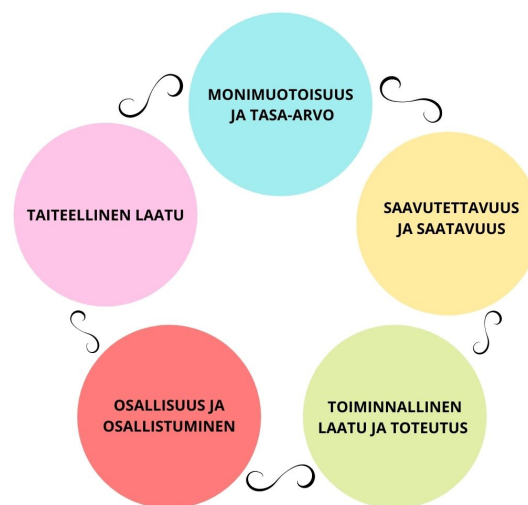 MONIMUOTOISUUS
JA TASA-ARVO
TAITEELLINEN LAATU
SAAVUTETTAVUUS
JA SAATAVUUS
OSALLISUUS JA
OSALLISTUMINEN
TOIMINNALLINEN
LAATU JA TOTEUTUS